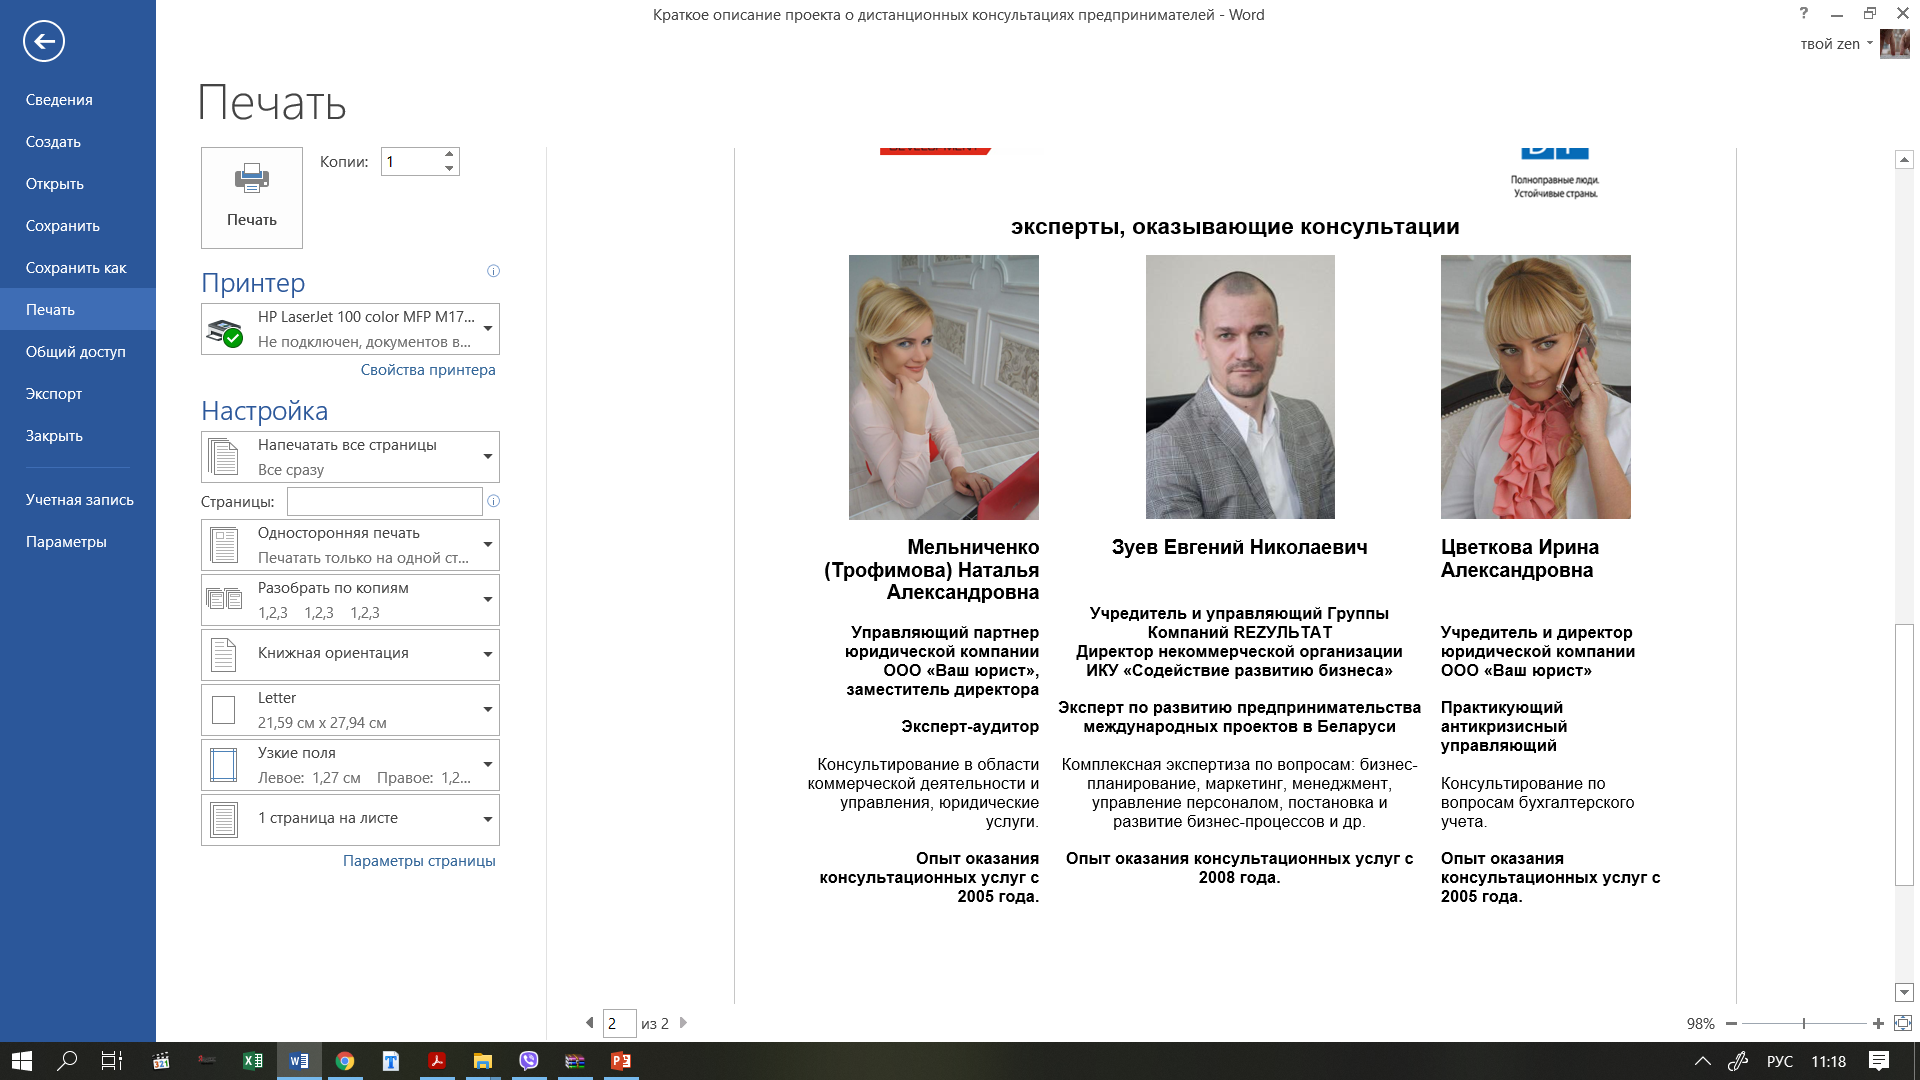 Краткое описание проекта о дистанционных консультациях предпринимателей - Word
?
твой zen
Сведения
Создать
Открыть
Сохранить
Сохранить как
Печать
Общий доступ
Экспорт
Закрыть
Учетная запись
Параметры
Печать
Печать
Копии: 1
Принтер
HP LaserJet 100 color MFP M17...
Не подключен, документов в...
Свойства принтера
Настройка
Напечатать все страницы
Все сразу
Страницы:
Односторонняя печать
Печатать только на одной ст...
Разобрать по копиям
1,2,3 1,2,3 1,2,3
Книжная ориентация
Letter
21,59 см x 27,94 см
Узкие поля
Левое: 1,27 см Правое: 1,2...
1 страница на листе
Параметры страницы
Полноправные люди.
Устойчивые страны.
эксперты, оказывающие консультации
Мельниченко
(Трофимова) Наталья
Александровна
Управляющий партнер
юридической компании
ООО «Ваш юрист»,
заместитель директора
Эксперт-аудитор
Консультирование в области
коммерческой деятельности и
управления, юридические
услуги.
Опыт оказания
консультационных услуг с
2005 года.
Зуев Евгений Николаевич
Учредитель и управляющий Группы
Компаний REZУЛЬТАТ
Директор некоммерческой организации
ИКУ «Содействие развитию бизнеса»
Эксперт по развитию предпринимательства
международных проектов в Беларуси
Комплексная экспертиза по вопросам: бизнес-
планирование, маркетинг, менеджмент,
управление персоналом, постановка и
развитие бизнес-процессов и др.
Опыт оказания консультационных услуг с
2008 года.
Цветкова Ирина
Александровна
Учредитель и директор
юридической компании
ООО «Ваш юрист»
Практикующий
антикризисный
управляющий
Консультирование по
вопросам бухгалтерского
учета.
Опыт оказания
консультационных услуг с
2005 года.
2 из 2
98%
РУС
11:18